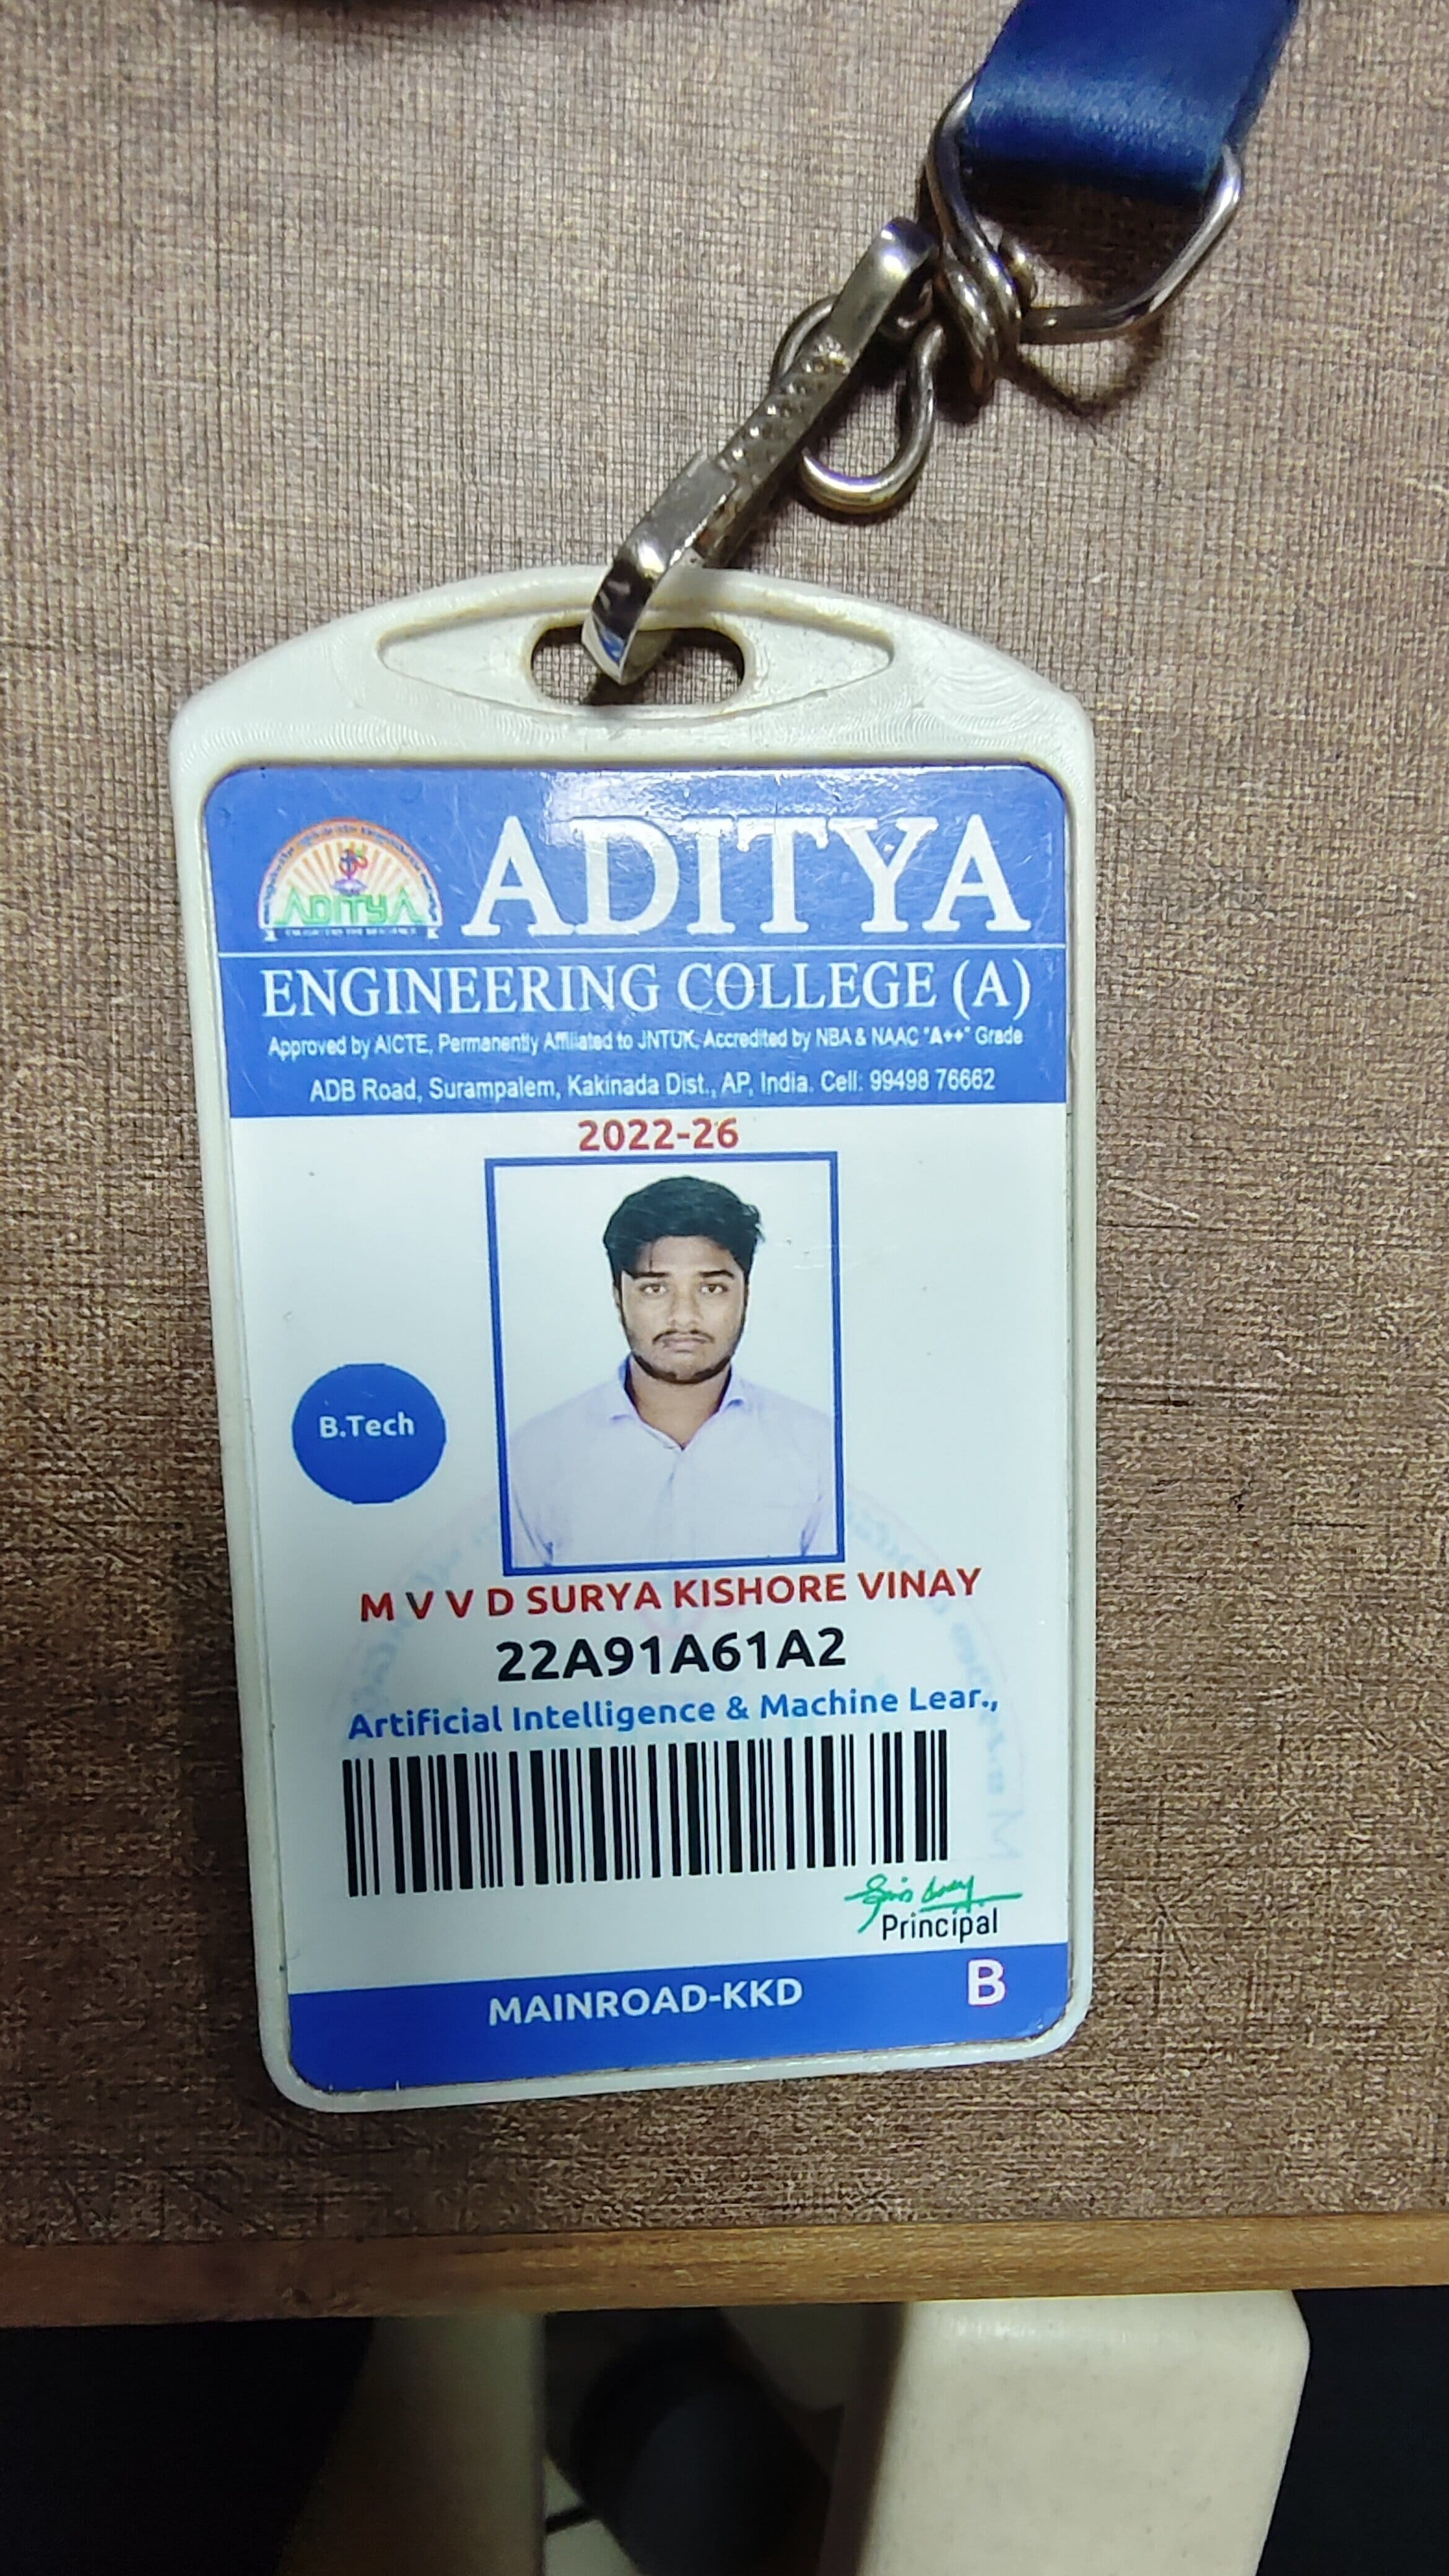 ADITYA
ADITYA
ENGINEERING COLLEGE (A)
Approved by AICTE, Permanently Affiliated to JNTUK, Accredited by NBA & NAAC "A++" Grade
ADB Road, Surampalem, Kakinada Dist., AP, India. Cell: 99498 76662
2022-26
B.Tech
M V V D SURYA KISHORE VINAY
22A91A61A2
Artificial Intelligence & Machine Lear.,
Principal
MAINROAD-KKD
B